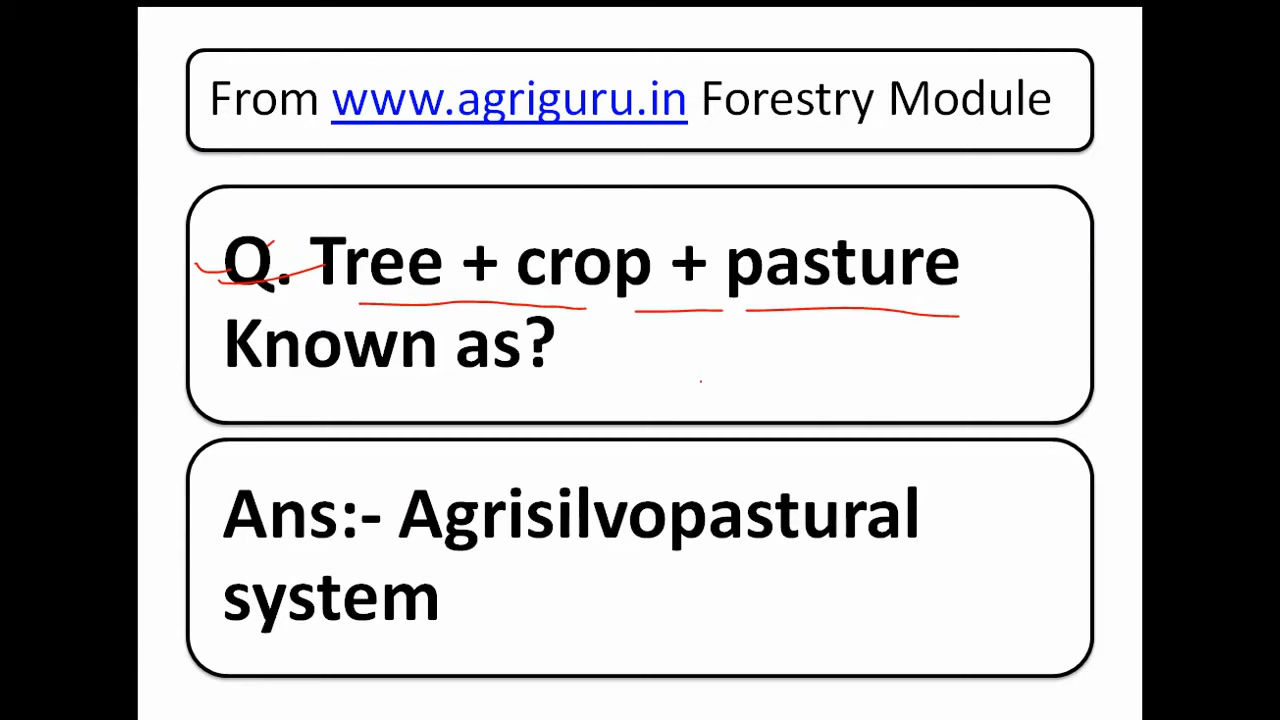 From www.agriguru.in Forestry Module
Q. Tree + crop + pasture
Known as?
Ans:- Agrisilvopastural
system